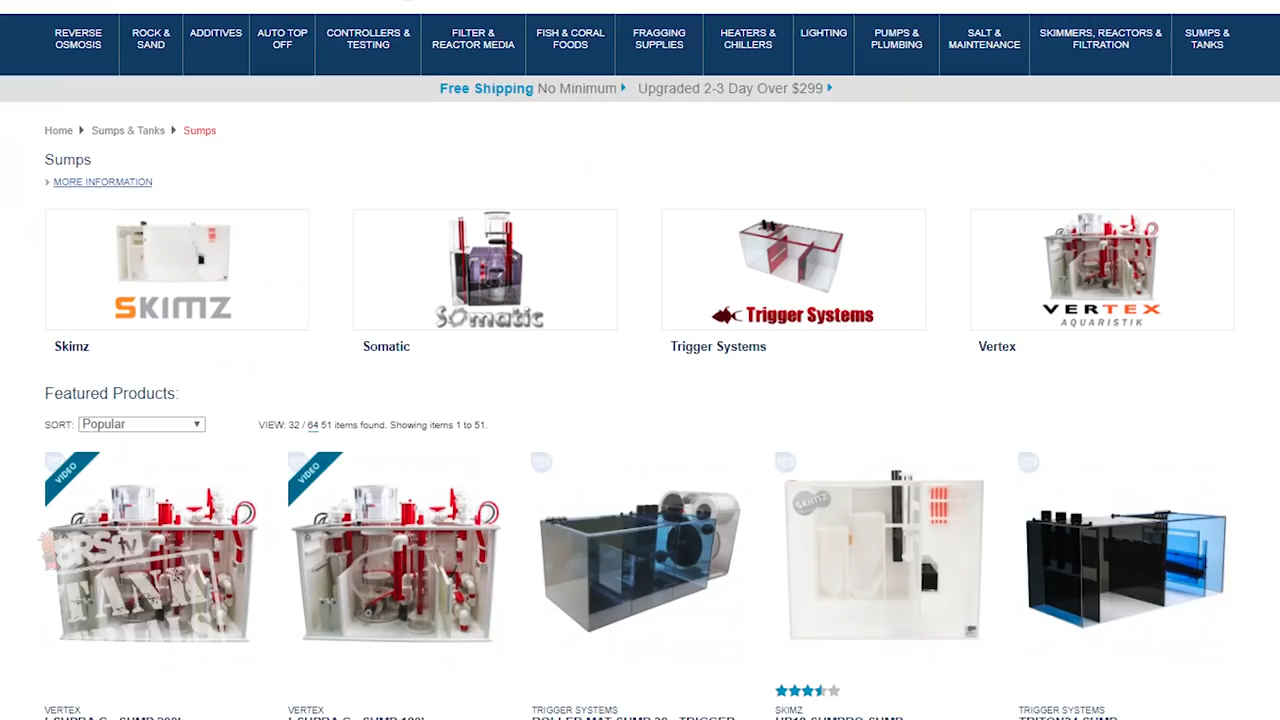 REVERSE OSMOSIS
ROCK & SAND
ADDITIVES
AUTO TOP OFF
CONTROLLERS & TESTING
FILTER & REACTOR MEDIA
FISH & CORAL FOODS
FRAGGING SUPPLIES
HEATERS & CHILLERS
LIGHTING
PUMPS & PLUMBING
SALT & MAINTENANCE
SKIMMERS, REACTORS & FILTRATION
SUMPS & TANKS
Free Shipping No Minimum Upgraded 2-3 Day Over $299
Home Sumps & Tanks Sumps
Sumps
MORE INFORMATION
SKIMZ
Somatic
Trigger Systems
VERTEX
AQUARISTIK
Skimz
Somatic
Trigger Systems
Vertex
Featured Products:
SORT: Popular
VIEW: 32 / 64 51 items found. Showing items 1 to 51.
VIDEO
VIDEO
SKIMZ
BRStv
TANK
TRIALS
VERTEX
VERTEX
TRIGGER SYSTEMS
SKIMZ
TRIGGER SYSTEMS